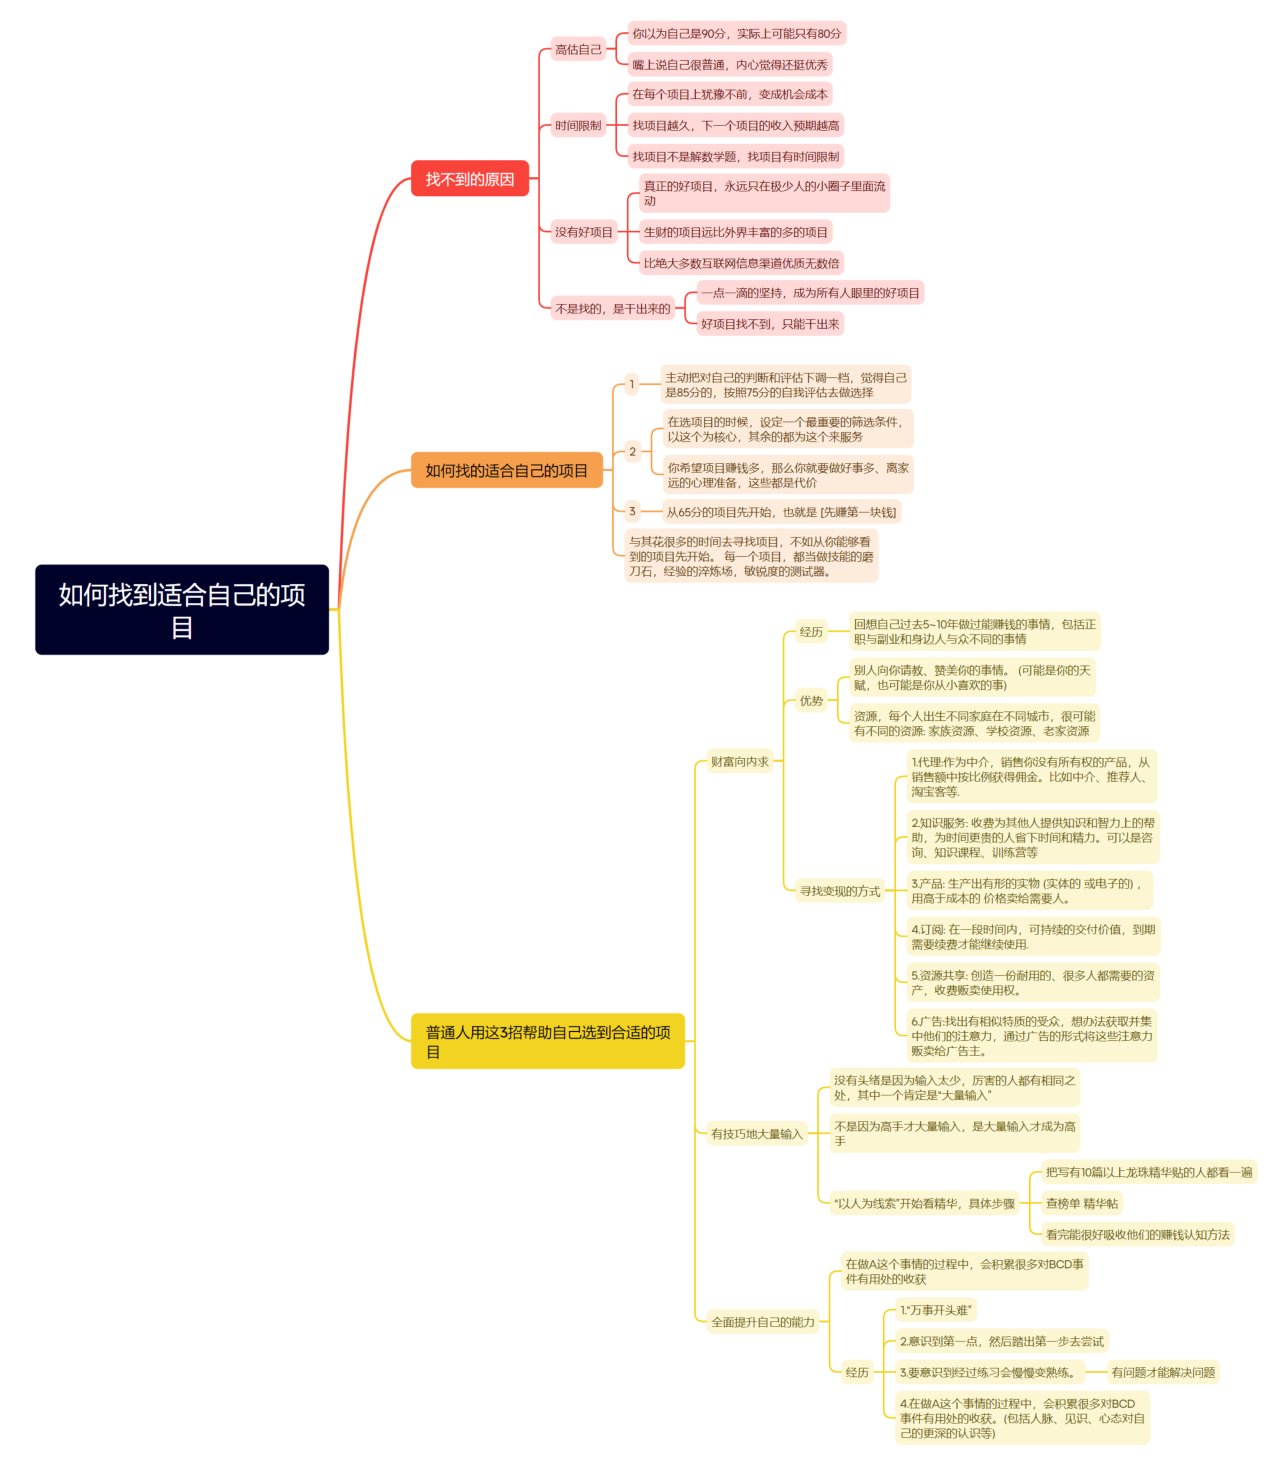 如何找到适合自己的项
目
找不到的原因
高估自己
你以为自己是90分，实际上可能只有80分
嘴上说自己很普通，内心觉得还挺优秀
时间限制
在每个项目上犹豫不前，变成机会成本
找项目越久，下一个项目的收入预期越高
找项目不是解数学题，找项目有时间限制
没有好项目
真正的好项目，永远只在极少人的小圈子里面流
动
生财的项目远比外界丰富的多的项目
比绝大多数互联网信息渠道优质无数倍
不是找的，是干出来的
一点一滴的坚持，成为所有人眼里的好项目
好项目找不到，只能干出来
如何找的适合自己的项目
1
主动把对自己的判断和评估下调一档，觉得自己
是85分的，按照75分的自我评估去做选择
2
在选项目的时候，设定一个最重要的筛选条件，
以这个为核心，其余的都为这个来服务
你希望项目赚钱多，那么你就要做好事多、离家
远的心理准备，这些都是代价
3
从65分的项目先开始，也就是 [先赚第一块钱]
与其花很多的时间去寻找项目，不如从你能够看
到的项目先开始。 每一个项目，都当做技能的磨
刀石，经验的淬炼场，敏锐度的测试器。
普通人用这3招帮助自己选到合适的项
目
财富向内求
经历
回想自己过去5~10年做过能赚钱的事情，包括正
职与副业和身边人与众不同的事情
优势
别人向你请教、赞美你的事情。 (可能是你的天
赋，也可能是你从小喜欢的事)
资源，每个人出生不同家庭在不同城市，很可能
有不同的资源: 家族资源、学校资源、老家资源
寻找变现的方式
1.代理:作为中介，销售你没有所有权的产品，从
销售额中按比例获得佣金。比如中介、推荐人、
淘宝客等.
2.知识服务: 收费为其他人提供知识和智力上的帮
助，为时间更贵的人省下时间和精力。可以是咨
询、知识课程、训练营等
3.产品: 生产出有形的实物 (实体的 或电子的) ，
用高于成本的 价格卖给需要人。
4.订阅: 在一段时间内，可持续的交付价值，到期
需要续费才能继续使用.
5.资源共享: 创造一份耐用的、很多人都需要的资
产，收费贩卖使用权。
6.广告:找出有相似特质的受众，想办法获取并集
中他们的注意力，通过广告的形式将这些注意力
贩卖给广告主。
有技巧地大量输入
没有头绪是因为输入太少，厉害的人都有相同之
处，其中一个肯定是“大量输入”
不是因为高手才大量输入，是大量输入才成为高
手
“以人为线索”开始看精华，具体步骤
把写有10篇以上龙珠精华贴的人都看一遍
查榜单 精华帖
看完能很好吸收他们的赚钱认知方法
全面提升自己的能力
在做A这个事情的过程中，会积累很多对BCD事
件有用处的收获
经历
1.“万事开头难”
2.意识到第一点，然后踏出第一步去尝试
3.要意识到经过练习会慢慢变熟练。
有问题才能解决问题
4.在做A这个事情的过程中，会积累很多对BCD
事件有用处的收获。(包括人脉、见识、心态对自
己的更深的认识等)